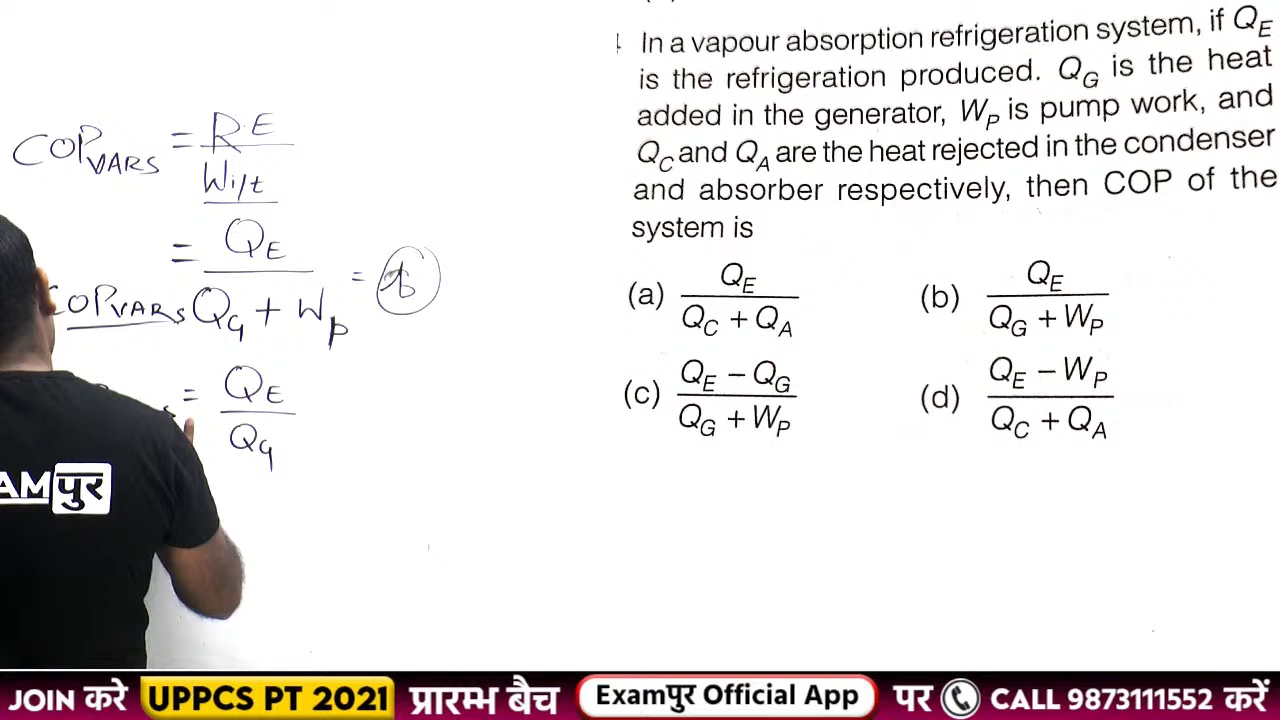 COP VARS = R.E
W i/t
= Q_E
COP VARS Q_G + W_P = b
= Q_E
Q_G
In a vapour absorption refrigeration system, if Q_E
is the refrigeration produced. Q_G is the heat
added in the generator, W_P is pump work, and
Q_C and Q_A are the heat rejected in the condenser
and absorber respectively, then COP of the
system is
(a) Q_E / (Q_C + Q_A) (b) Q_E / (Q_G + W_P)
(c) (Q_E – Q_G) / (Q_G + W_P) (d) (Q_E – W_P) / (Q_C + Q_A)
AMपुर
JOIN करे UPPCS PT 2021 प्रारम्भ बैच Examपुर Official App पर CALL 9873111552 करें